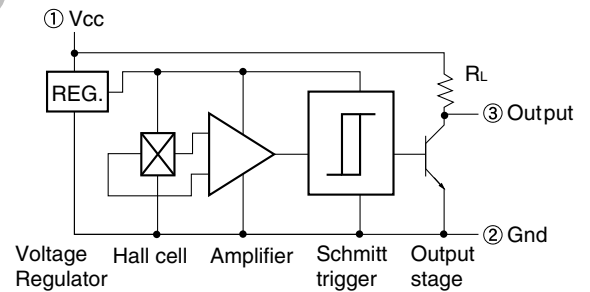 ① Vcc
REG.
RL
③ Output
② Gnd
Voltage Regulator
Hall cell
Amplifier
Schmitt trigger
Output stage